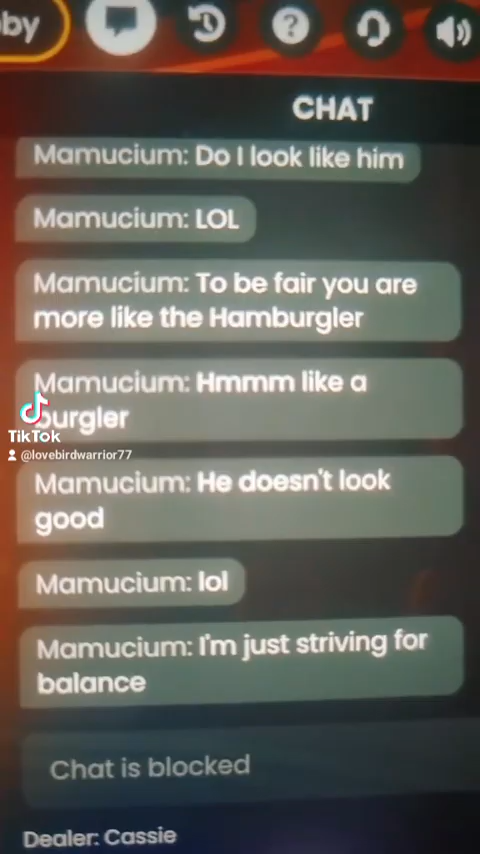 by
CHAT
Mamucium: Do I look like him
Mamucium: LOL
Mamucium: To be fair you are
more like the Hamburgler
Mamucium: Hmmm like a
burgler
TikTok
@lovebirdwarrior77
Mamucium: He doesn't look
good
Mamucium: lol
Mamucium: I'm just striving for
balance
Chat is blocked
Dealer: Cassie